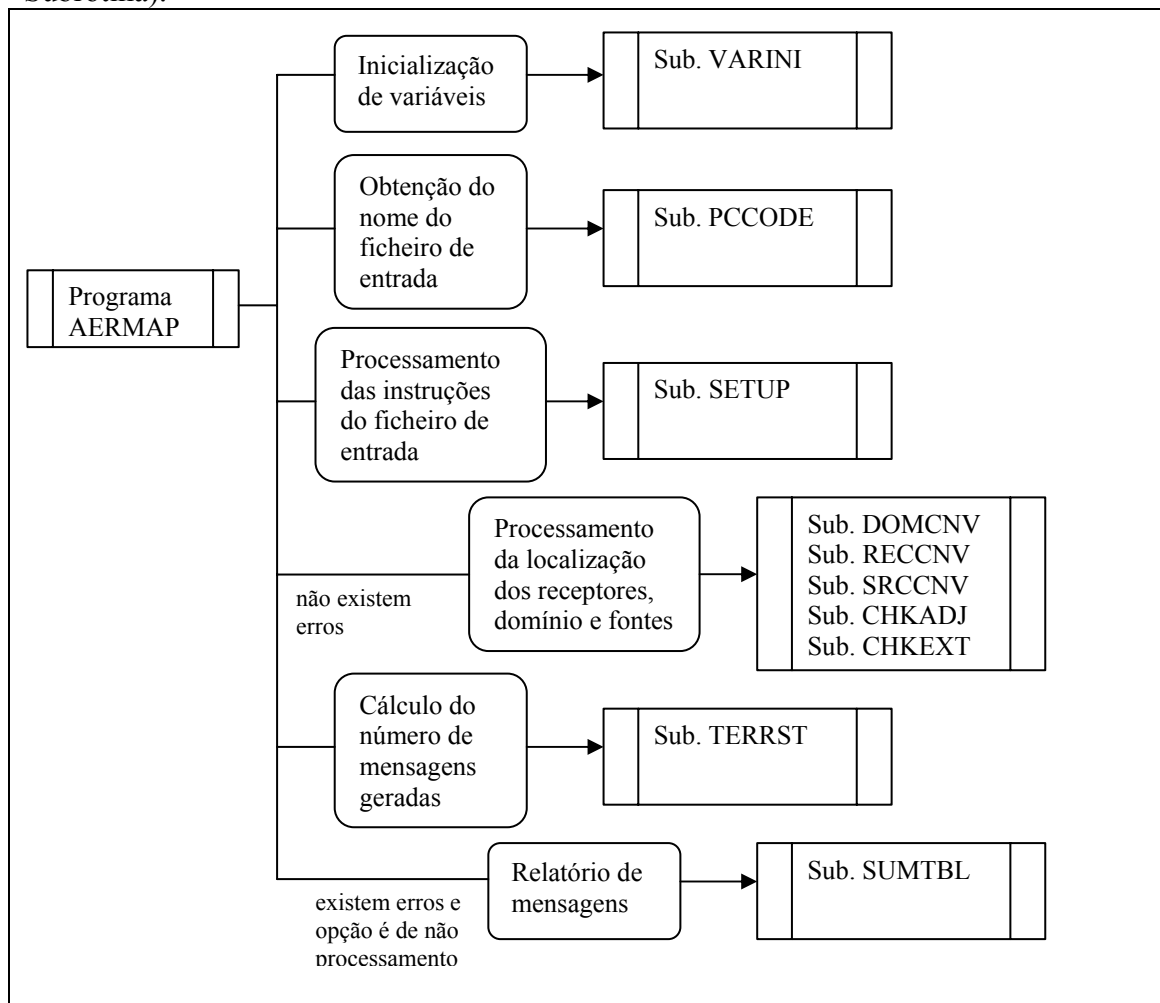 Subrotina).
Inicialização
de variáveis
Sub. VARINI
Obtenção do
nome do
ficheiro de
entrada
Sub. PCCODE
Programa
AERMAP
Processamento
das instruções
do ficheiro de
entrada
Sub. SETUP
Processamento
da localização
dos receptores,
domínio e fontes
Sub. DOMCNV
Sub. RECCNV
Sub. SRCCNV
Sub. CHKADJ
Sub. CHKEXT
não existem
erros
Cálculo do
número de
mensagens
geradas
Sub. TERRST
Relatório de
mensagens
Sub. SUMTBL
existem erros e
opção é de não
processamento